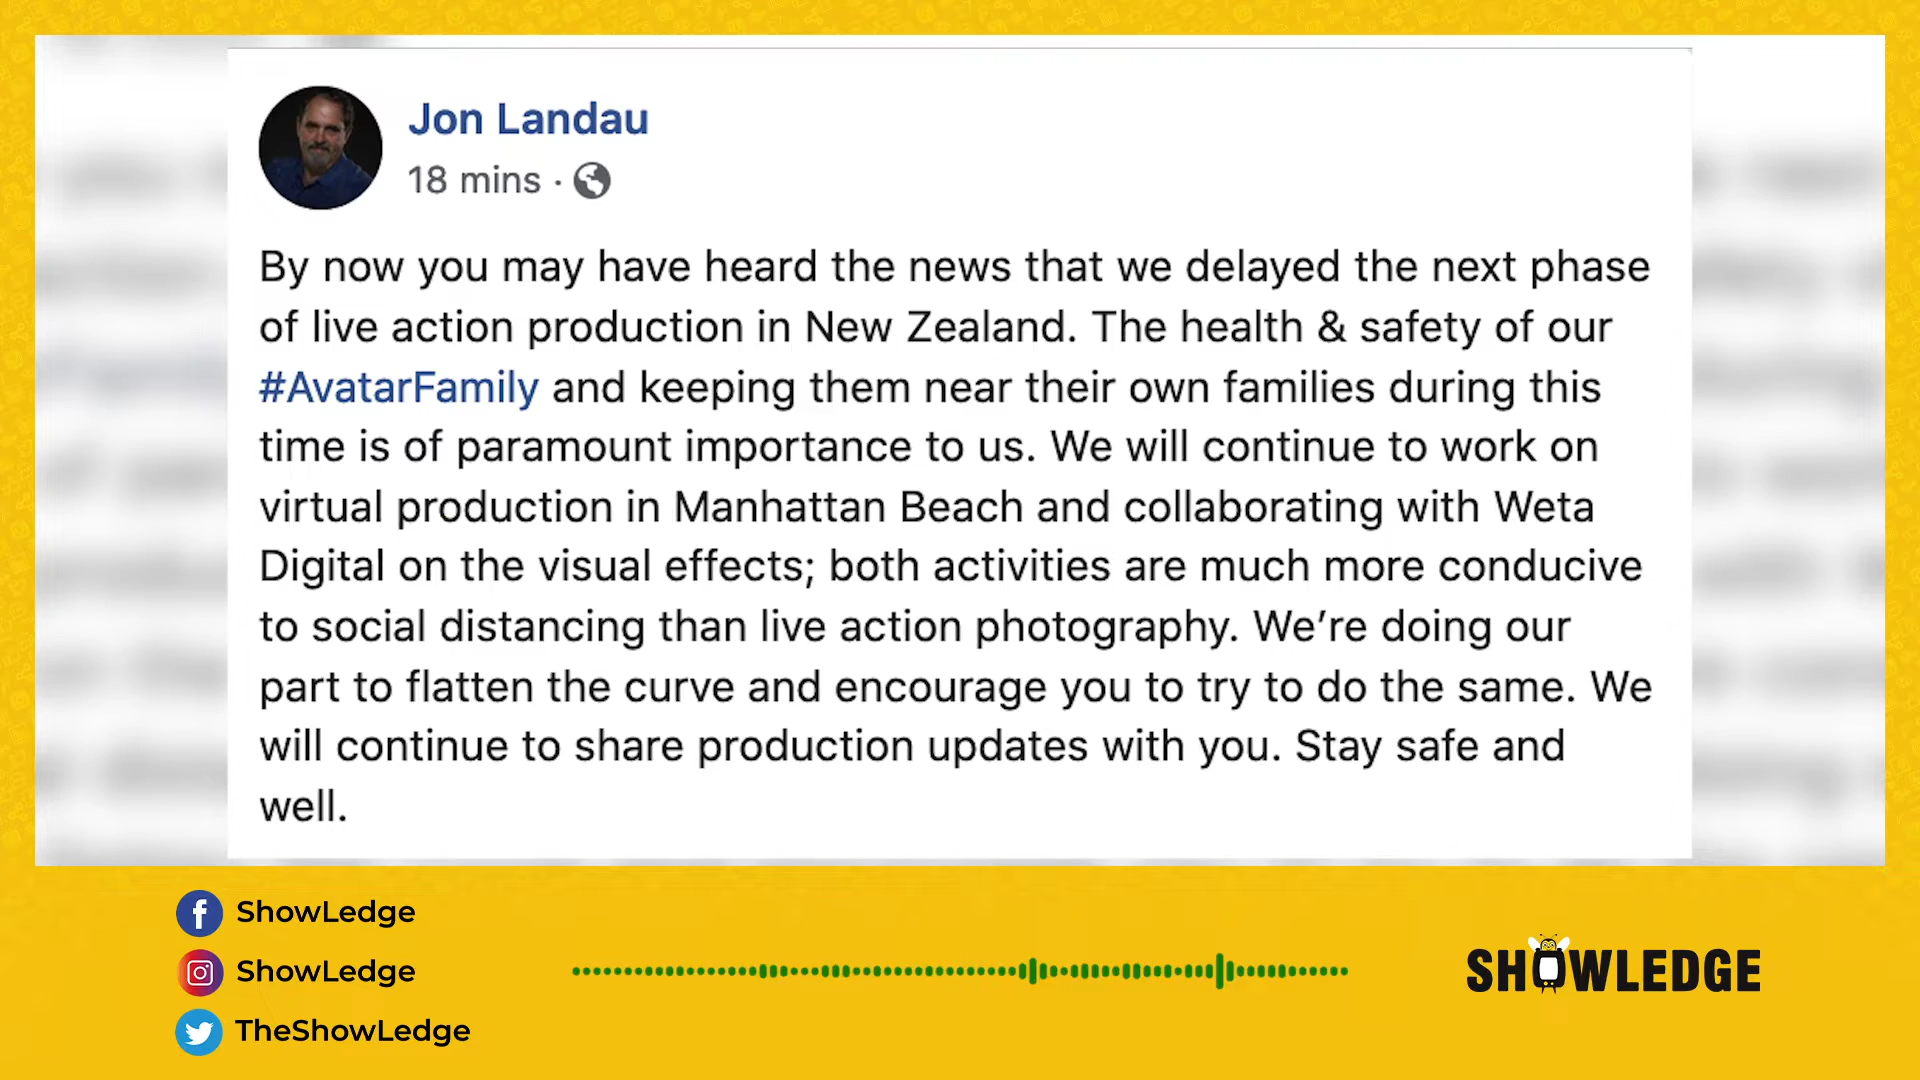 Jon Landau
18 mins ·
By now you may have heard the news that we delayed the next phase
of live action production in New Zealand. The health & safety of our
#AvatarFamily and keeping them near their own families during this
time is of paramount importance to us. We will continue to work on
virtual production in Manhattan Beach and collaborating with Weta
Digital on the visual effects; both activities are much more conducive
to social distancing than live action photography. We’re doing our
part to flatten the curve and encourage you to try to do the same. We
will continue to share production updates with you. Stay safe and
well.
ShowLedge
ShowLedge
TheShowLedge
SHOWLEDGE